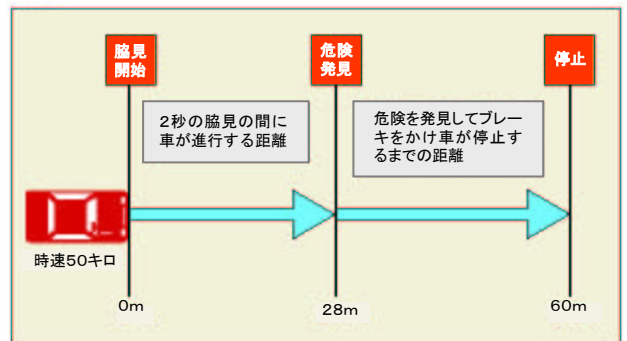 脇見
開始
危険
発見
停止
2秒の脇見の間に
車が進行する距離
危険を発見してブレー
キをかけ車が停止す
るまでの距離
時速50キロ
0m
28m
60m